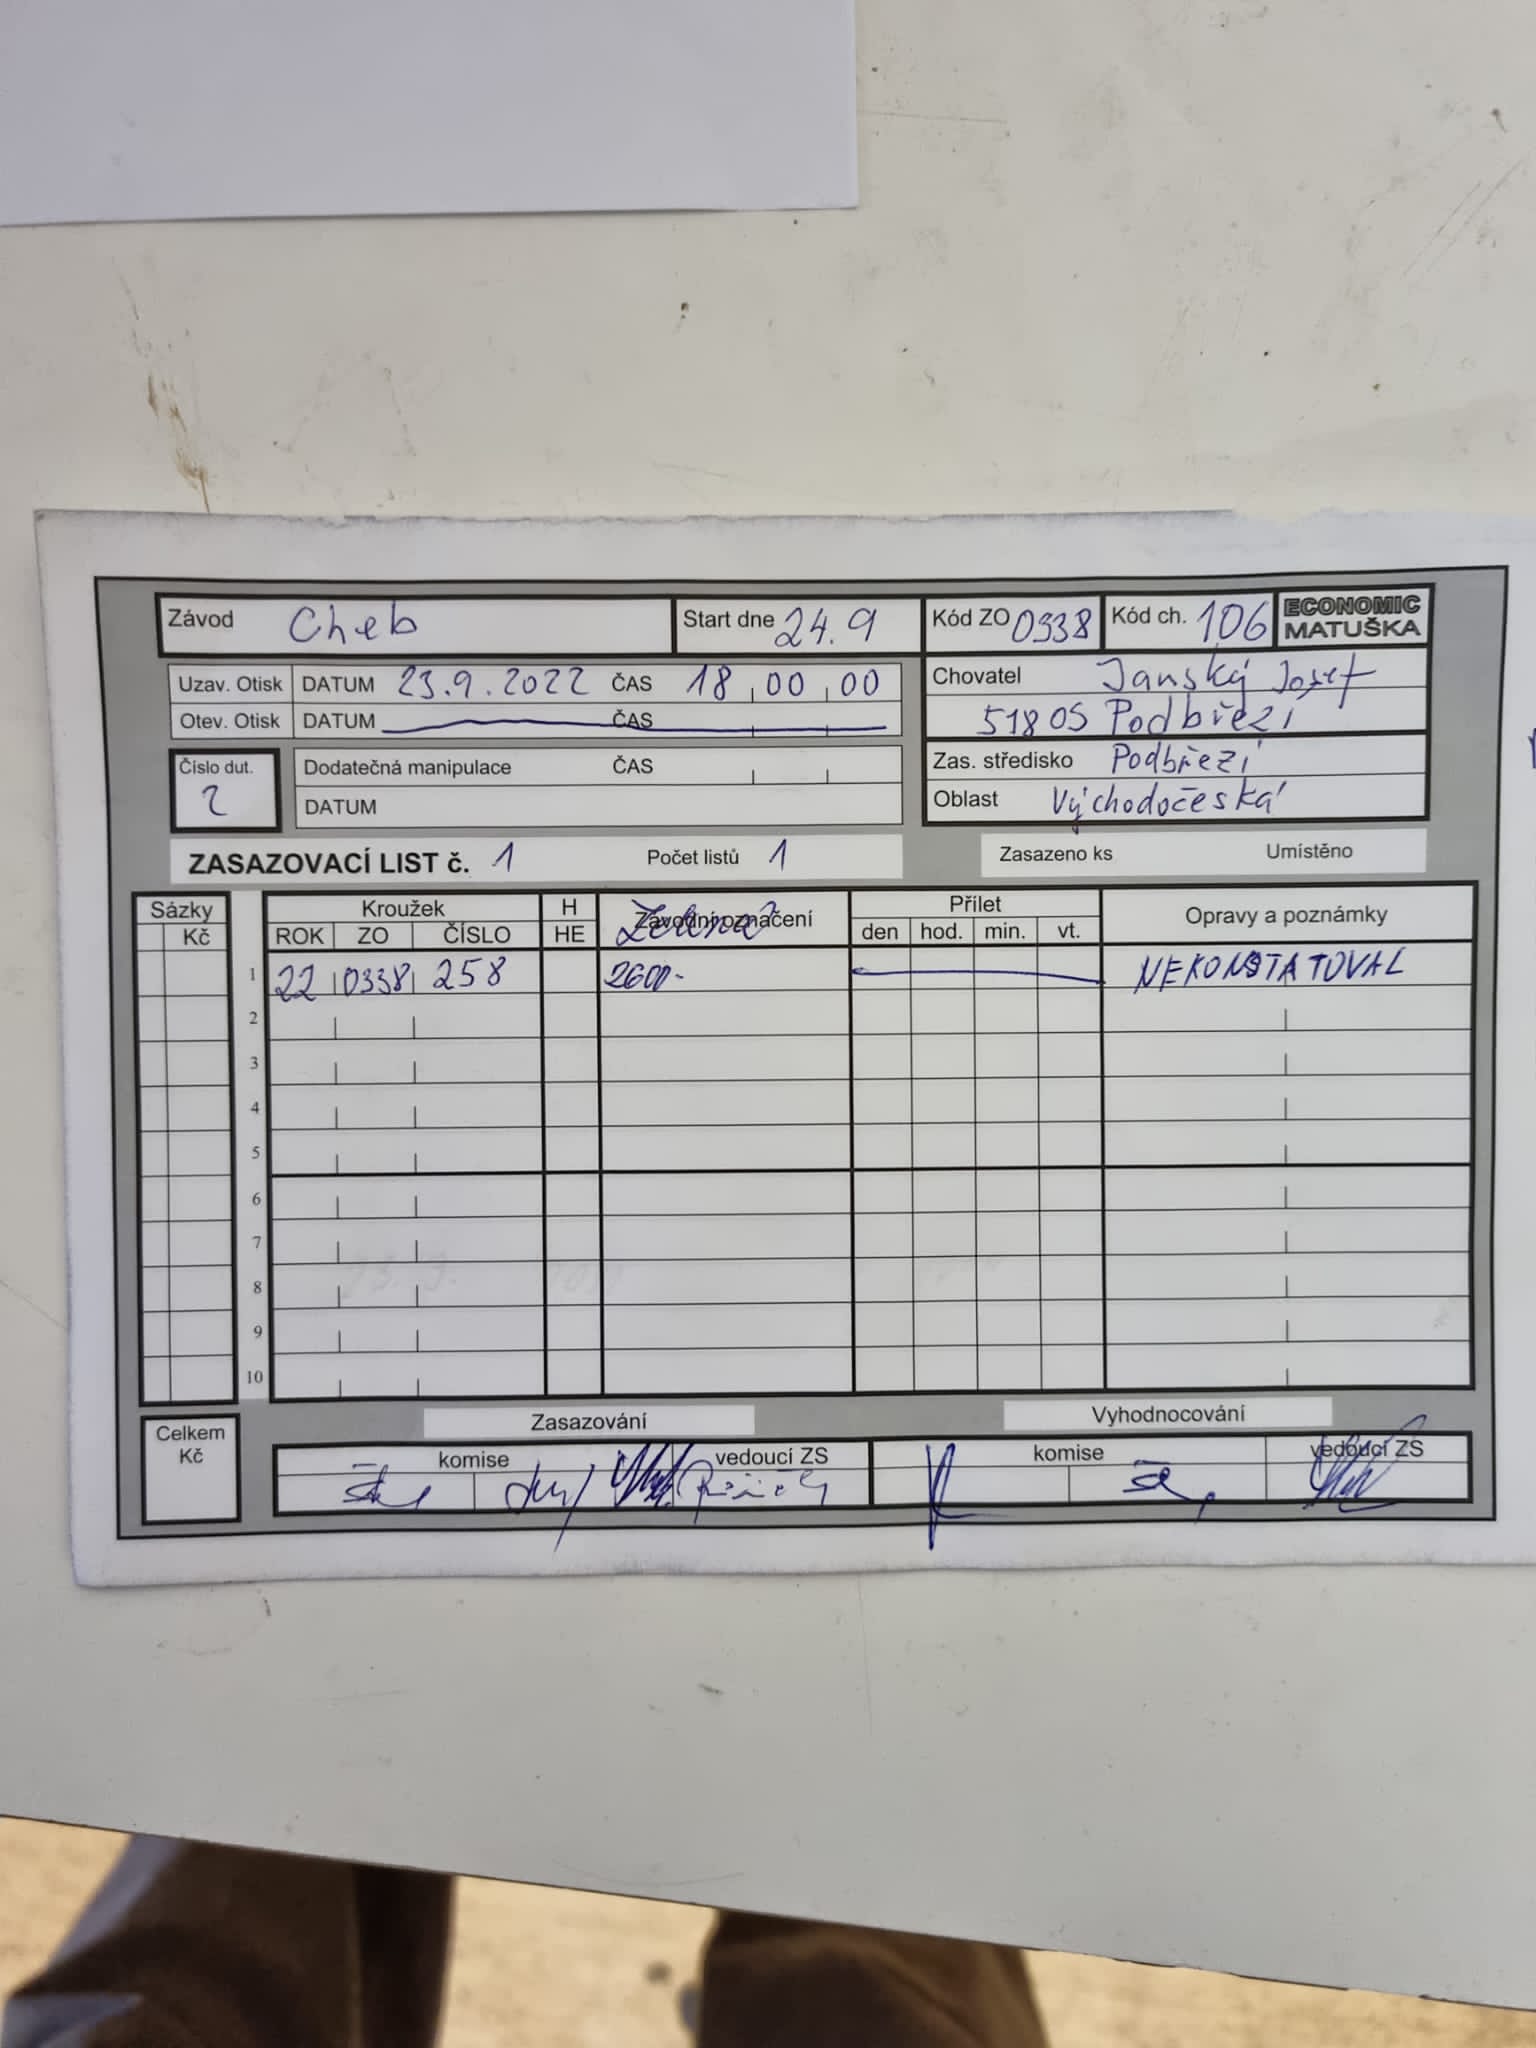 Závod Cheb Start dne 24.9 Kód ZO 0338 Kód ch. 106 ECONOMIC MATUŠKA
Uzav. Otisk DATUM 23.9.2022 ČAS 18 00 00
Otev. Otisk DATUM ČAS
Chovatel Janský Josef
51805 Podbřezí
Číslo dut. 2
Dodatečná manipulace ČAS
DATUM
Zas. středisko Podbřezí
Oblast Východočeská
ZASAZOVACÍ LIST č. 1 Počet listů 1 Zasazeno ks Umístěno
Sázky Kroužek H Závodní označení Přílet Opravy a poznámky
Kč ROK ZO ČÍSLO HE Zelená den hod. min. vt.
1 22 0338 258 2600- NEKONSTATOVAL
2
3
4
5
6
7
8
9
10
Celkem Kč
Zasazování Vyhodnocování
komise vedoucí ZS komise vedoucí ZS